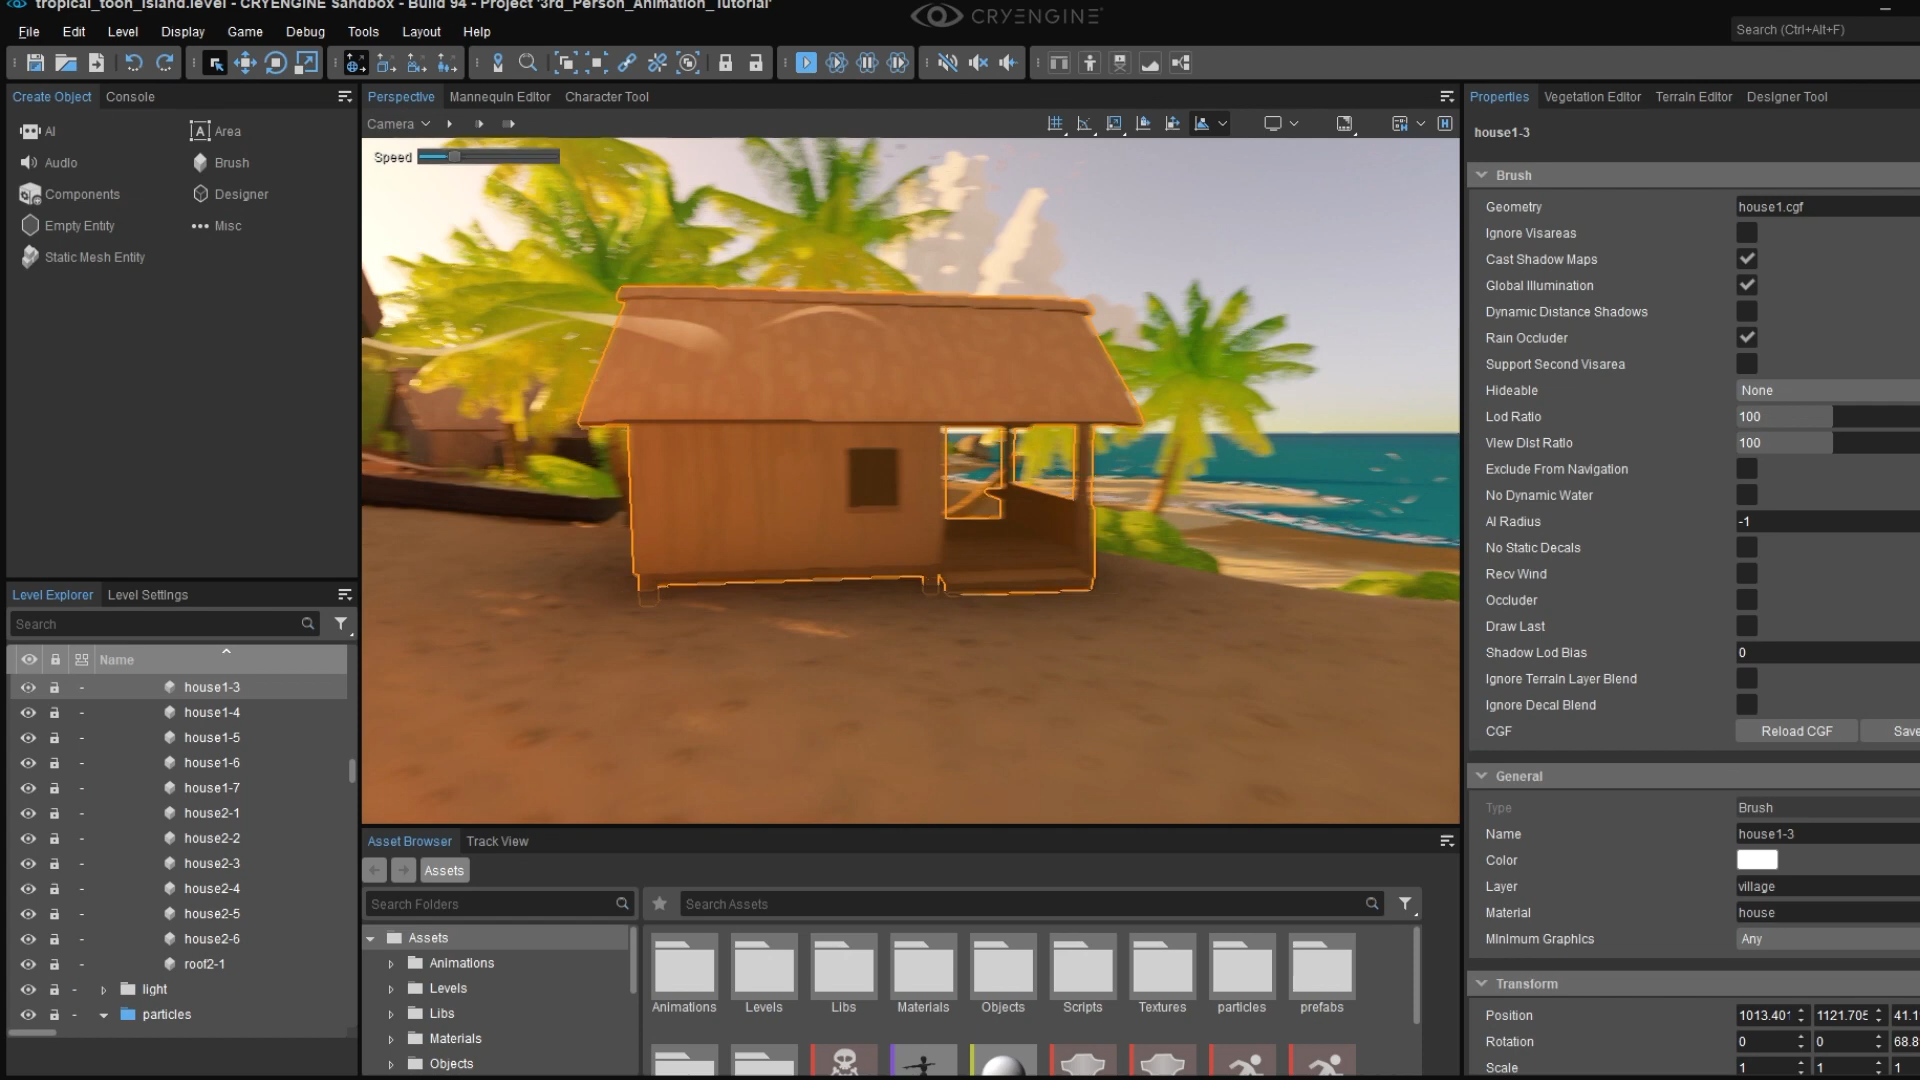 tropical_toon_island.level - CRYENGINE Sandbox - Build 94 - Project '3rd_Person_Animation_Tutorial'
CRYENGINE
File Edit Level Display Game Debug Tools Layout Help
Search (Ctrl+Alt+F)
Create Object Console
AI Area
Audio Brush
Components Designer
Empty Entity Misc
Static Mesh Entity
Perspective Mannequin Editor Character Tool
Camera
Speed
Level Explorer Level Settings
Search
Name
house1-3
house1-4
house1-5
house1-6
house1-7
house2-1
house2-2
house2-3
house2-4
house2-5
house2-6
roof2-1
light
particles
Asset Browser Track View
Assets
Search Folders
Search Assets
Assets
Animations
Levels
Libs
Materials
Objects
Animations Levels Libs Materials Objects Scripts Textures particles prefabs
Properties Vegetation Editor Terrain Editor Designer Tool
house1-3
Brush
Geometry house1.cgf
Ignore Visareas
Cast Shadow Maps
Global Illumination
Dynamic Distance Shadows
Rain Occluder
Support Second Visarea
Hideable None
Lod Ratio 100
View Dist Ratio 100
Exclude From Navigation
No Dynamic Water
AI Radius -1
No Static Decals
Recv Wind
Occluder
Draw Last
Shadow Lod Bias 0
Ignore Terrain Layer Blend
Ignore Decal Blend
CGF Reload CGF Save
General
Type Brush
Name house1-3
Color
Layer village
Material house
Minimum Graphics Any
Transform
Position 1013.401 1121.705 41.1
Rotation 0 0 68.8
Scale 1 1 1